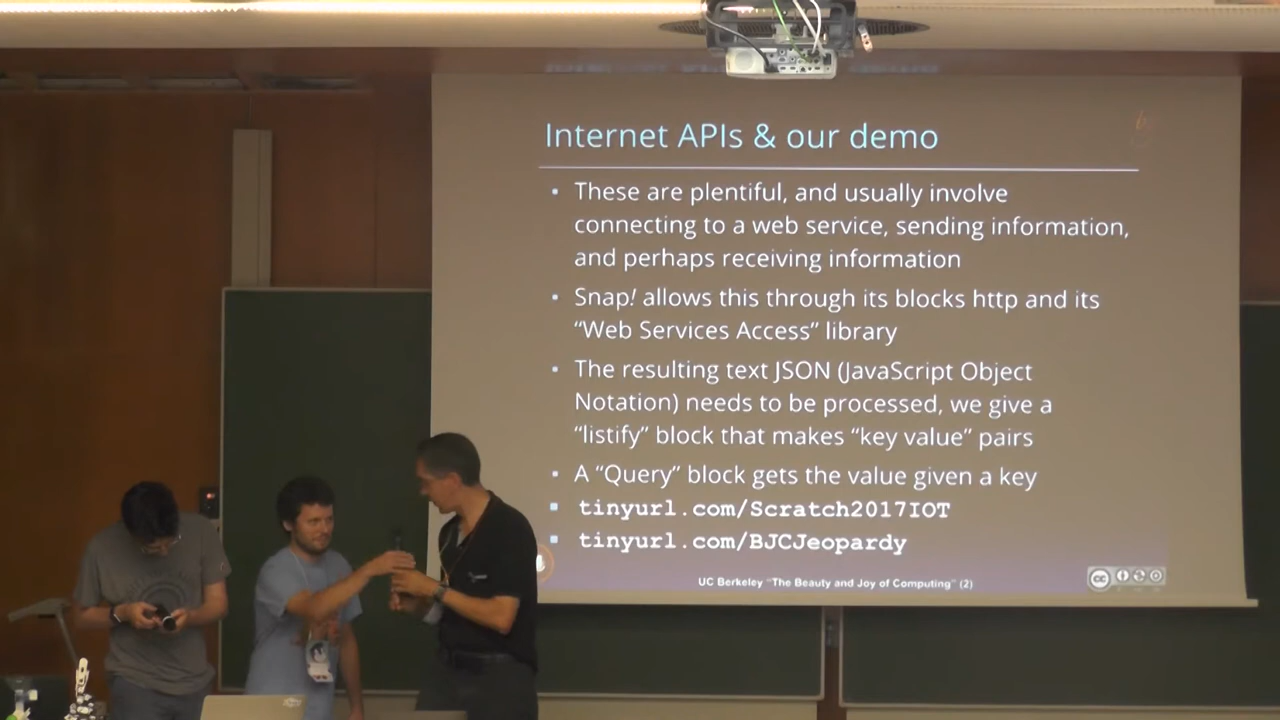 Internet APIs & our demo
• These are plentiful, and usually involve
connecting to a web service, sending information,
and perhaps receiving information
• Snap! allows this through its blocks http and its
“Web Services Access” library
• The resulting text JSON (JavaScript Object
Notation) needs to be processed, we give a
“listify” block that makes “key value” pairs
• A “Query” block gets the value given a key
▪ tinyurl.com/Scratch2017IOT
▪ tinyurl.com/BJCJeopardy
UC Berkeley “The Beauty and Joy of Computing” (2)
cc